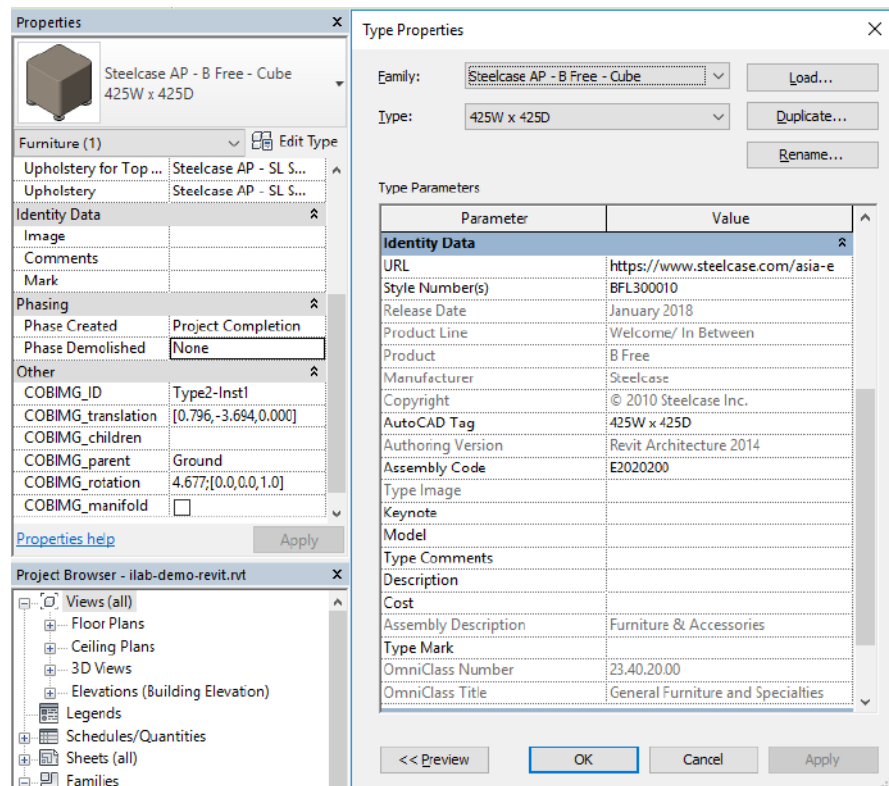 Properties
X
Steelcase AP - B Free - Cube
425W x 425D
Furniture (1)
Edit Type
Upholstery for Top ... Steelcase AP - SL S...
Upholstery Steelcase AP - SL S...
Identity Data
Image
Comments
Mark
Phasing
Phase Created Project Completion
Phase Demolished None
Other
COBIMG_ID Type2-Inst1
COBIMG_translation [0.796,-3.694,0.000]
COBIMG_children
COBIMG_parent Ground
COBIMG_rotation 4.677;[0.0,0.0,1.0]
COBIMG_manifold
Properties help
Apply
Project Browser - ilab-demo-revit.rvt
X
Views (all)
Floor Plans
Ceiling Plans
3D Views
Elevations (Building Elevation)
Legends
Schedules/Quantities
Sheets (all)
Families
Type Properties
Family: Steelcase AP - B Free - Cube Load...
Type: 425W x 425D Duplicate...
Rename...
Type Parameters
Parameter Value
Identity Data
URL https://www.steelcase.com/asia-e
Style Number(s) BFL300010
Release Date January 2018
Product Line Welcome/ In Between
Product B Free
Manufacturer Steelcase
Copyright © 2010 Steelcase Inc.
AutoCAD Tag 425W x 425D
Authoring Version Revit Architecture 2014
Assembly Code E2020200
Type Image
Keynote
Model
Type Comments
Description
Cost
Assembly Description Furniture & Accessories
Type Mark
OmniClass Number 23.40.20.00
OmniClass Title General Furniture and Specialties
<< Preview OK Cancel Apply